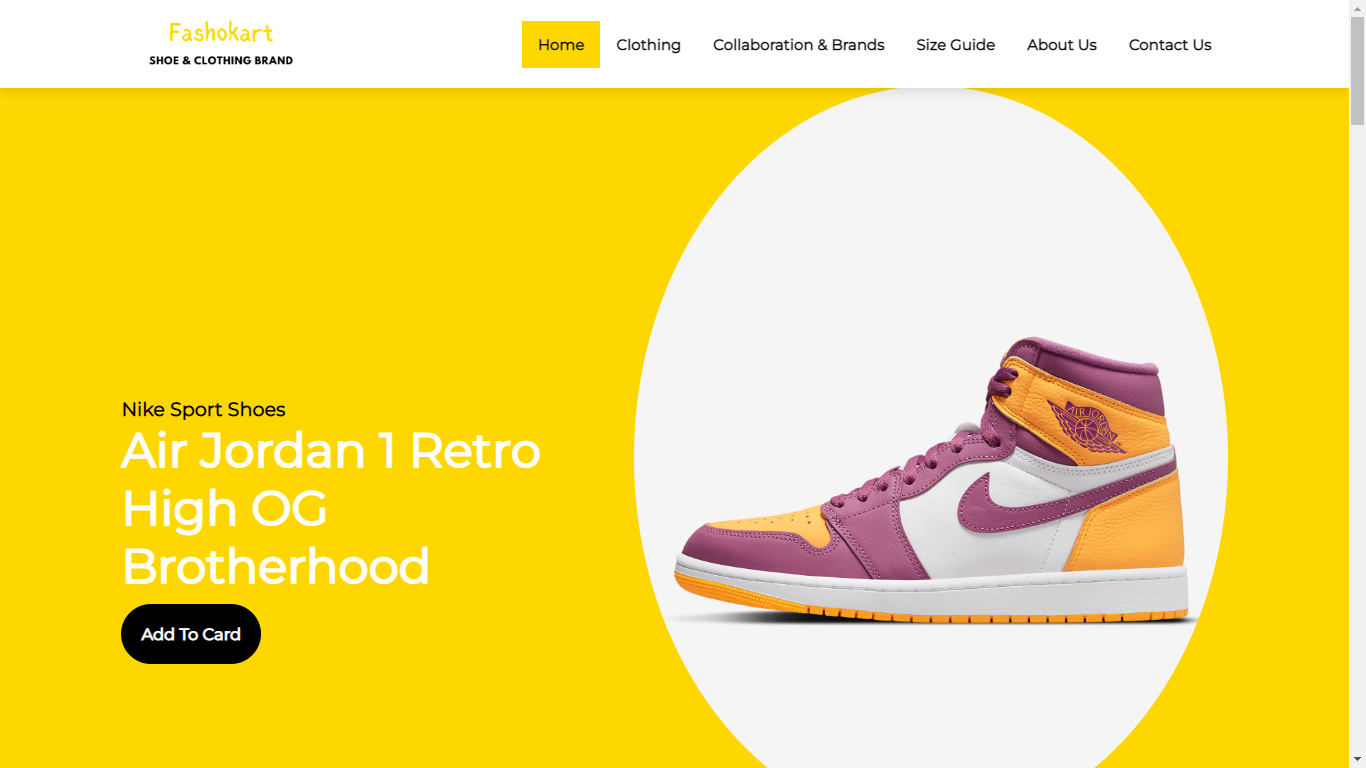 Fashokart
SHOE & CLOTHING BRAND
Home
Clothing
Collaboration & Brands
Size Guide
About Us
Contact Us
Nike Sport Shoes
Air Jordan 1 Retro
High OG
Brotherhood
Add To Card
AIR JORDAN